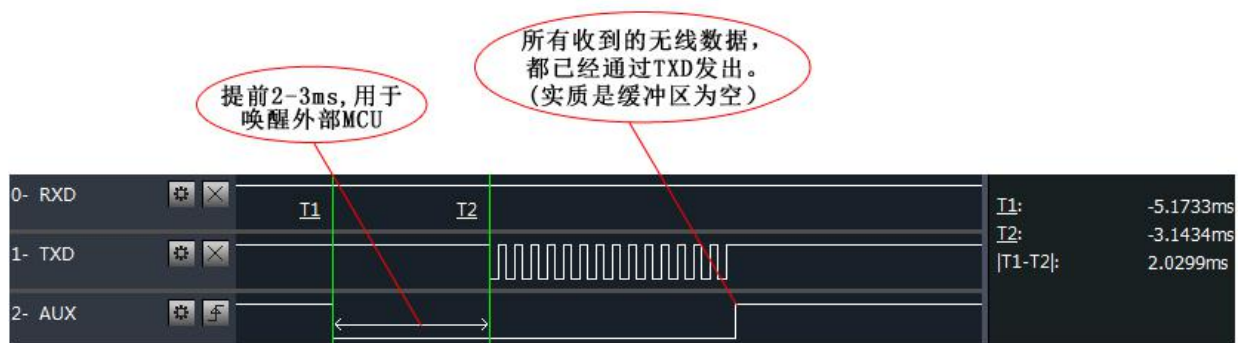 所有收到的无线数据，
都已经通过TXD发出。
(实质是缓冲区为空)
提前2-3ms,用于
唤醒外部MCU
0- RXD
T1
T2
1- TXD
2- AUX
T1: -5.1733ms
T2: -3.1434ms
|T1-T2|: 2.0299ms